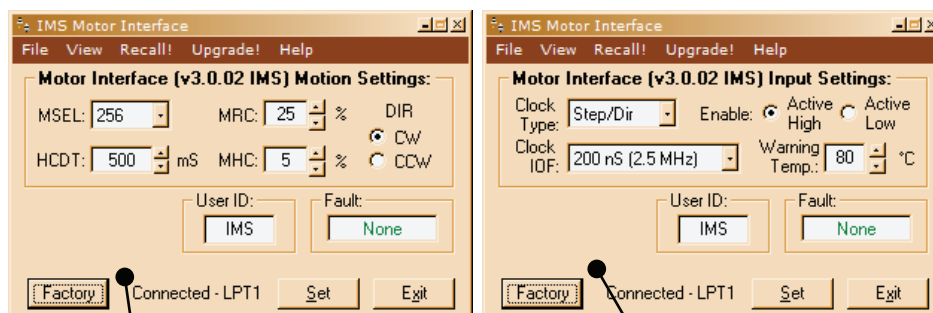 IMS Motor Interface
File View Recall! Upgrade! Help
Motor Interface (v3.0.02 IMS) Motion Settings:
MSEL: 256 MRC: 25 % DIR
CW
HCDT: 500 mS MHC: 5 % CCW
User ID: Fault:
IMS None
Factory Connected - LPT1 Set Exit
IMS Motor Interface
File View Recall! Upgrade! Help
Motor Interface (v3.0.02 IMS) Input Settings:
Clock Type: Step/Dir Enable: Active High Active Low
Clock IOF: 200 nS (2.5 MHz) Warning Temp.: 80 °C
User ID: Fault:
IMS None
Factory Connected - LPT1 Set Exit